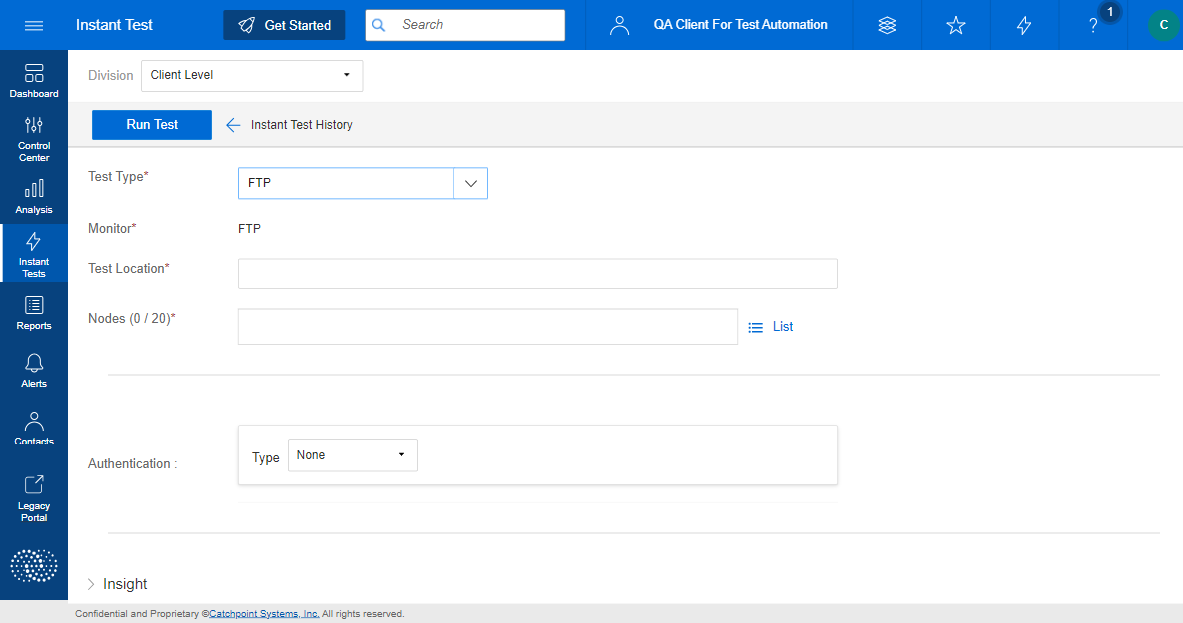 Instant Test
Get Started
Search
QA Client For Test Automation
?
1
C
Dashboard
Control
Center
Analysis
Instant
Tests
Reports
Alerts
Contacts
Legacy
Portal
Division
Client Level
Run Test
Instant Test History
Test Type*
FTP
Monitor*
FTP
Test Location*
Nodes (0 / 20)*
List
Authentication :
Type
None
Insight
Confidential and Proprietary ©Catchpoint Systems, Inc. All rights reserved.